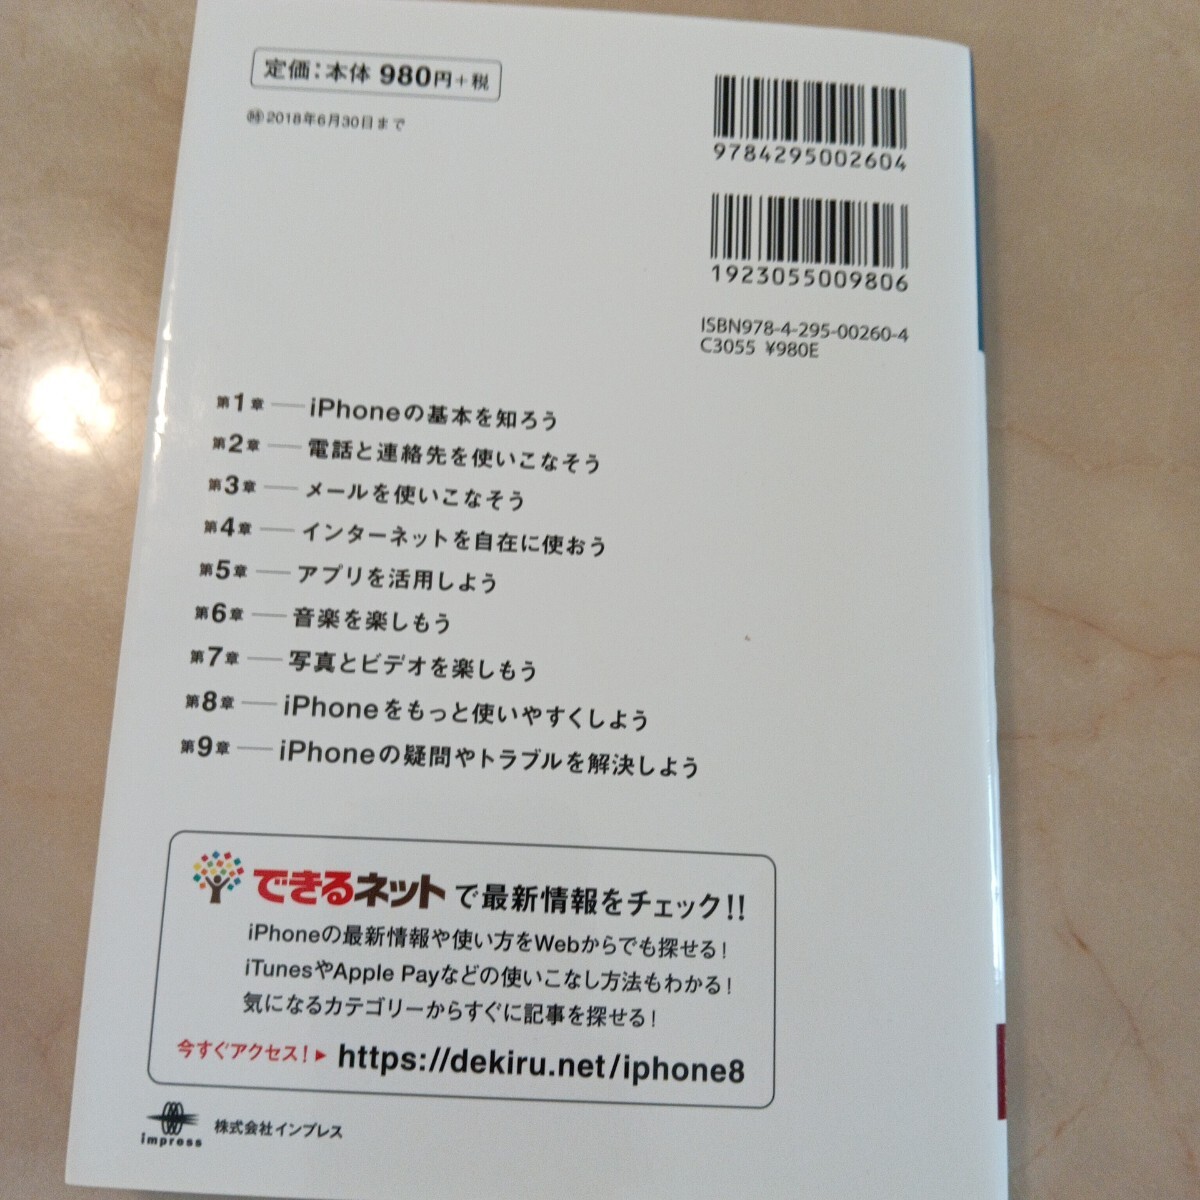 定価：本体 980円+税
㊕2018年6月30日まで
9784295002604
1923055009806
ISBN978-4-295-00260-4
C3055 ¥980E
第1章 ── iPhoneの基本を知ろう
第2章 ── 電話と連絡先を使いこなそう
第3章 ── メールを使いこなそう
第4章 ── インターネットを自在に使おう
第5章 ── アプリを活用しよう
第6章 ── 音楽を楽しもう
第7章 ── 写真とビデオを楽しもう
第8章 ── iPhoneをもっと使いやすくしよう
第9章 ── iPhoneの疑問やトラブルを解決しよう
できるネットで最新情報をチェック!!
iPhoneの最新情報や使い方をWebからでも探せる!
iTunesやApple Payなどの使いこなし方法もわかる!
気になるカテゴリーからすぐに記事を探せる!
今すぐアクセス!▶ https://dekiru.net/iphone8
impress 株式会社インプレス